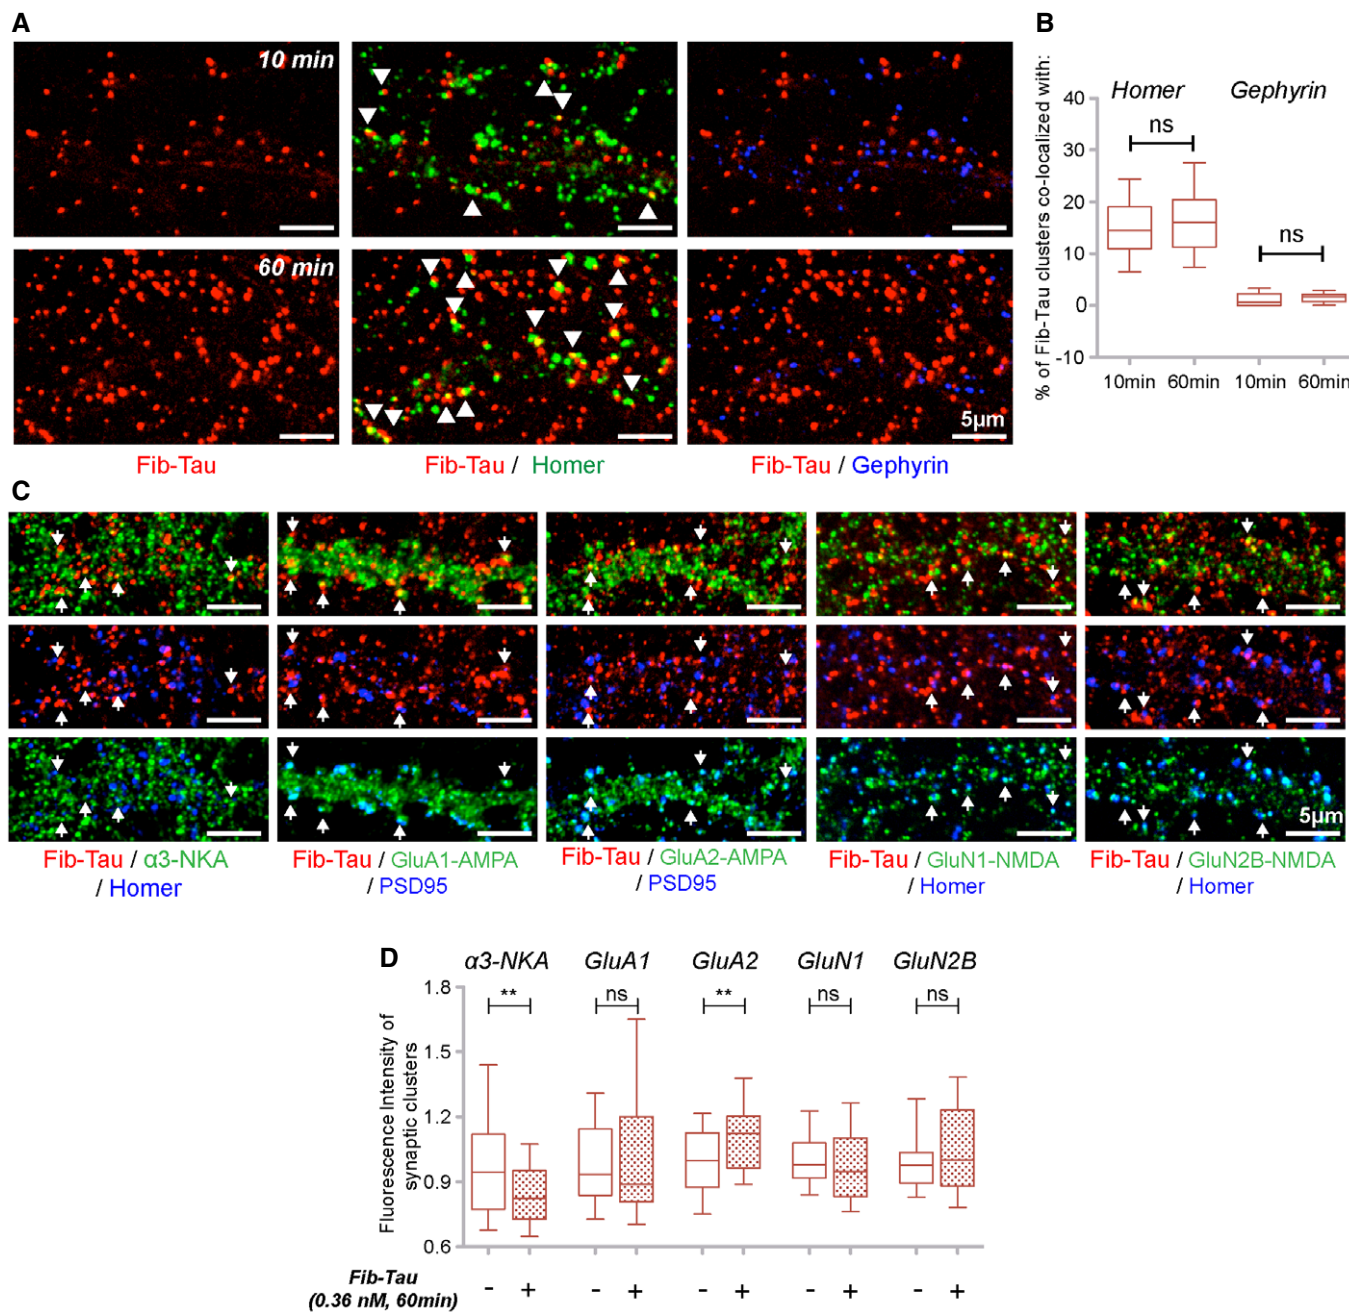 A
10 min
60 min
5µm
Fib-Tau
Fib-Tau / Homer
Fib-Tau / Gephyrin
B
% of Fib-Tau clusters co-localized with:
Homer Gephyrin
40
30
20
10
0
-10
ns
ns
10min 60min 10min 60min
C
5µm
Fib-Tau / α3-NKA
/ Homer
Fib-Tau / GluA1-AMPA
/ PSD95
Fib-Tau / GluA2-AMPA
/ PSD95
Fib-Tau / GluN1-NMDA
/ Homer
Fib-Tau / GluN2B-NMDA
/ Homer
D
α3-NKA GluA1 GluA2 GluN1 GluN2B
** ns ** ns ns
Fluorescence Intensity of
synaptic clusters
1.8
1.5
1.2
0.9
0.6
Fib-Tau
(0.36 nM, 60min)
- + - + - + - + - +